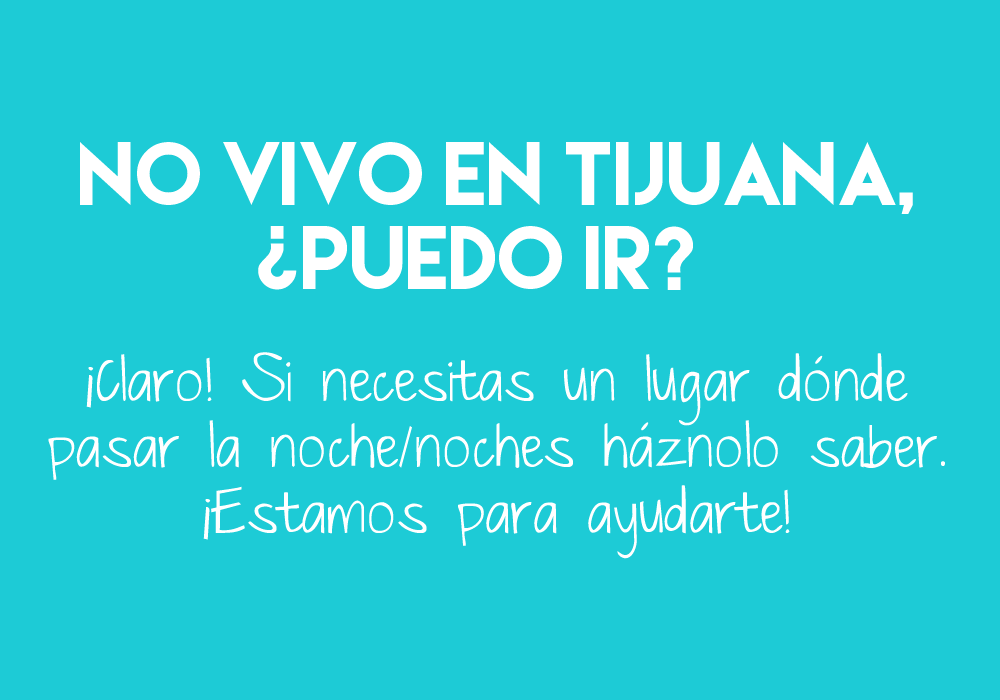 NO VIVO EN TIJUANA,
¿PUEDO IR?
¡Claro! Si necesitas un lugar dónde
pasar la noche/noches háznolo saber.
¡Estamos para ayudarte!